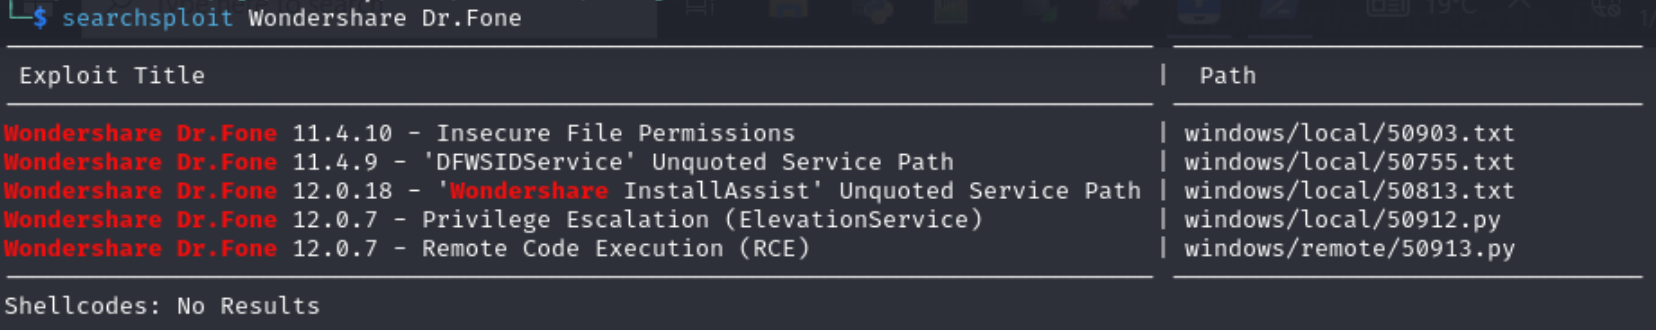 └─$ searchsploit Wondershare Dr.Fone
Exploit Title | Path
Wondershare Dr.Fone 11.4.10 - Insecure File Permissions | windows/local/50903.txt
Wondershare Dr.Fone 11.4.9 - 'DFWSIDService' Unquoted Service Path | windows/local/50755.txt
Wondershare Dr.Fone 12.0.18 - 'Wondershare InstallAssist' Unquoted Service Path | windows/local/50813.txt
Wondershare Dr.Fone 12.0.7 - Privilege Escalation (ElevationService) | windows/local/50912.py
Wondershare Dr.Fone 12.0.7 - Remote Code Execution (RCE) | windows/remote/50913.py
Shellcodes: No Results